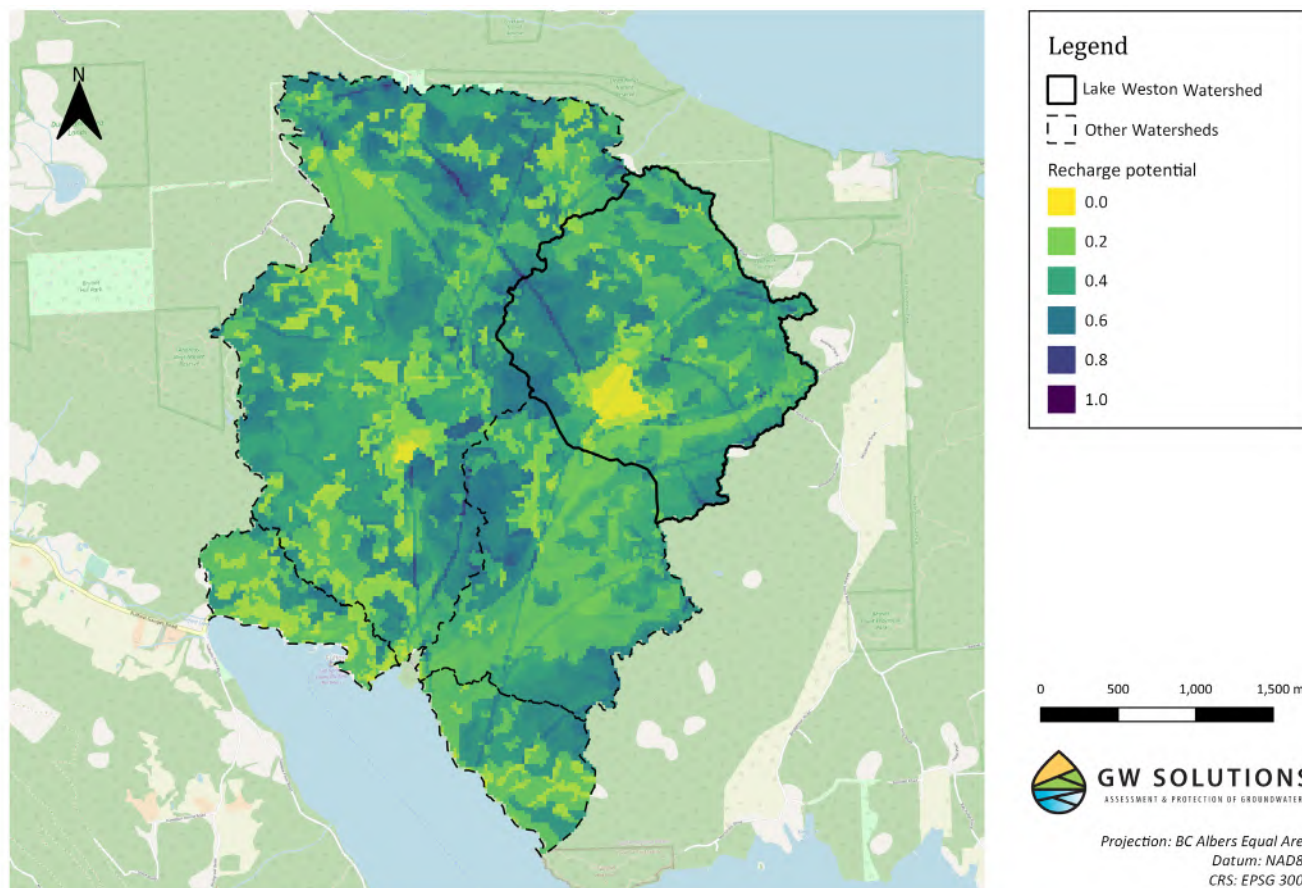 N
Legend
Lake Weston Watershed
Other Watersheds
Recharge potential
0.0
0.2
0.4
0.6
0.8
1.0
0 500 1,000 1,500 m
GW SOLUTIONS
ASSESSMENT & PROTECTION OF GROUNDWATER
Projection: BC Albers Equal Are
Datum: NAD8
CRS: EPSG 300